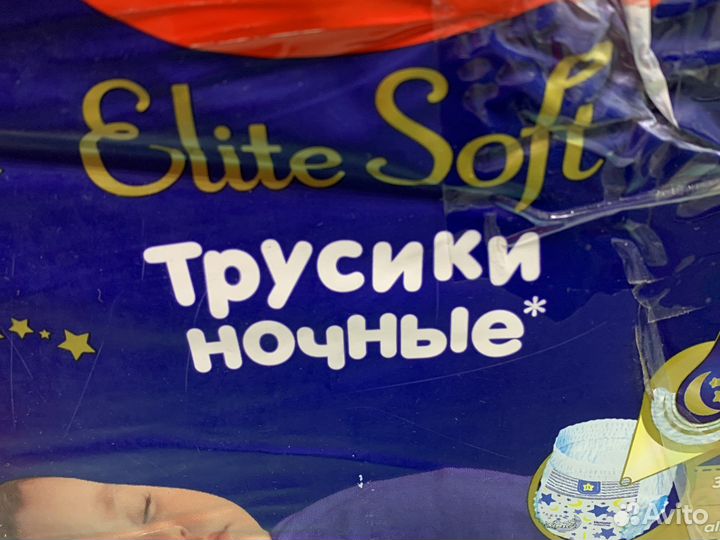 Elite Soft
Трусики
ночные*
Avito